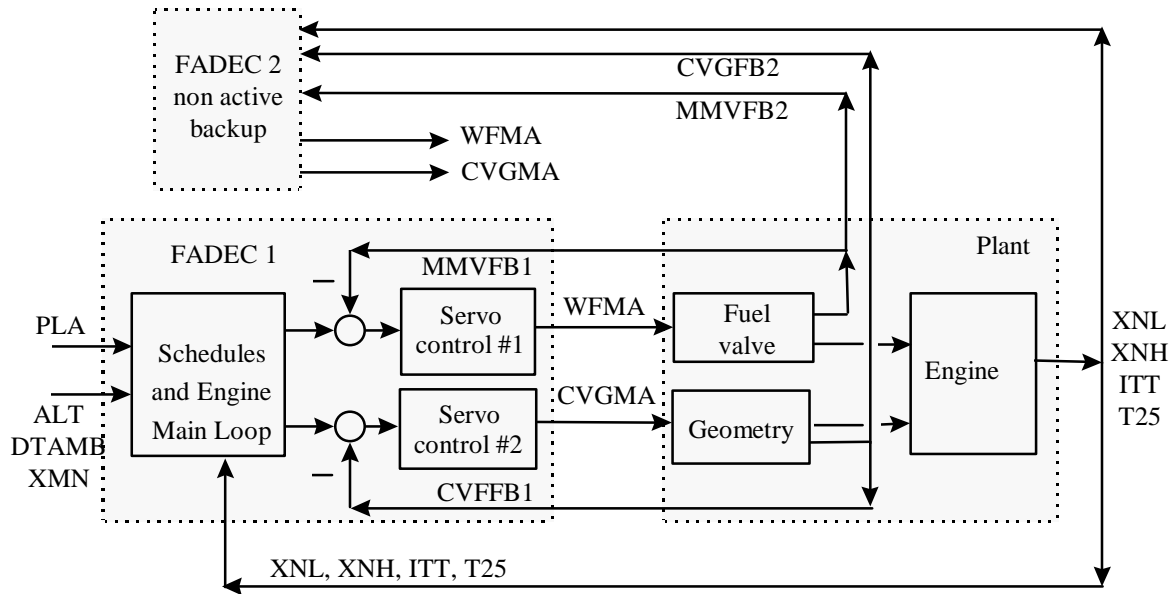 FADEC 2
non active
backup
CVGFB2
MMVFB2
WFMA
CVGMA
FADEC 1
MMVFB1
Plant
PLA
ALT
DTAMB
XMN
Schedules
and Engine
Main Loop
Servo
control #1
WFMA
Fuel
valve
Servo
control #2
CVGMA
Geometry
Engine
XNL
XNH
ITT
T25
CVFFB1
XNL, XNH, ITT, T25